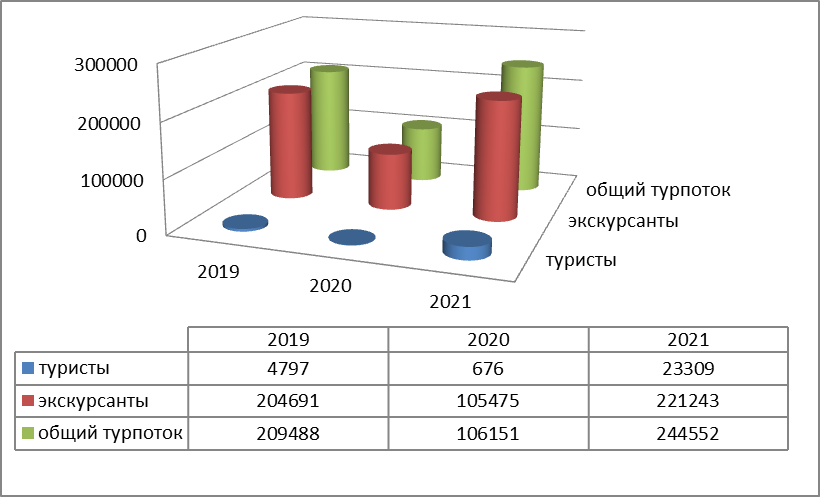 300000
200000
100000
0
2019
2020
2021
общий турпоток
экскурсанты
туристы
2019 2020 2021
туристы 4797 676 23309
экскурсанты 204691 105475 221243
общий турпоток 209488 106151 244552